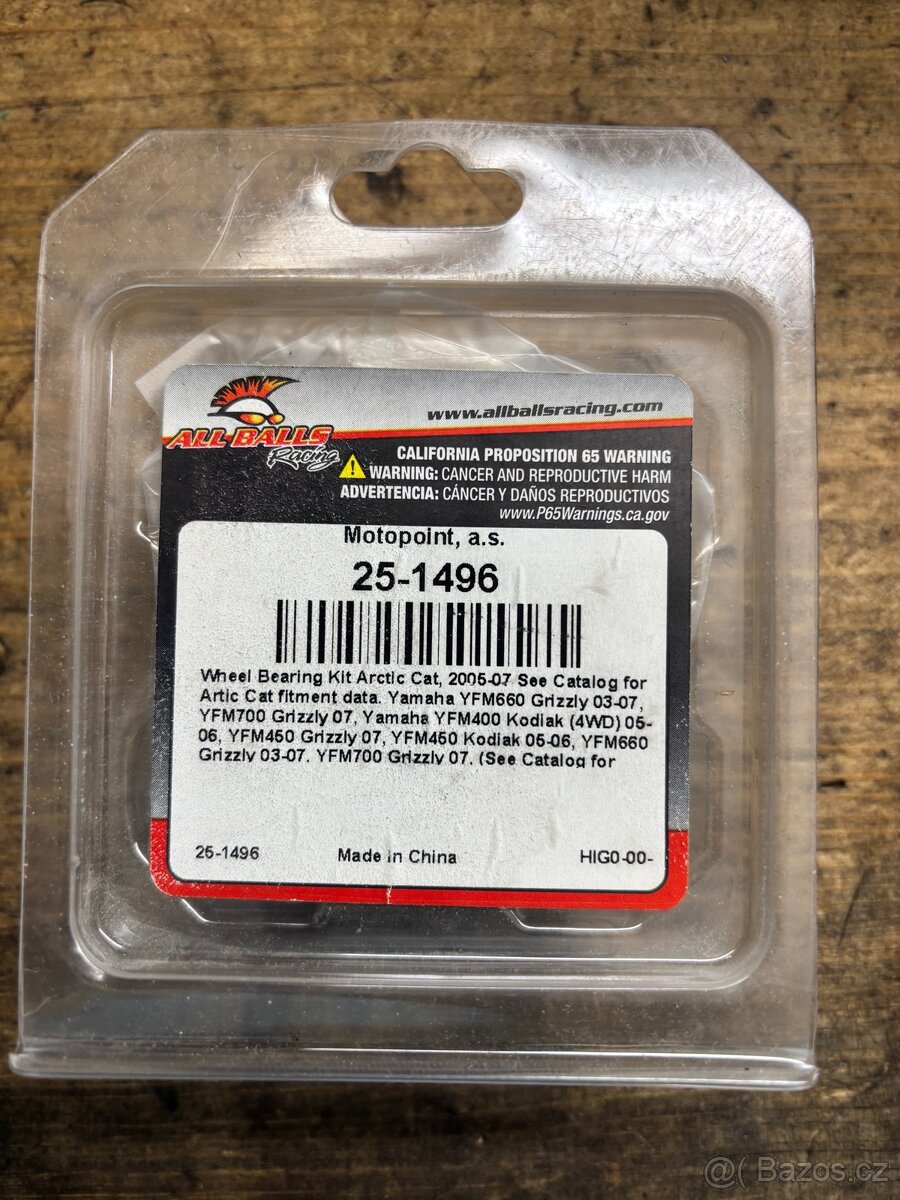 www.allballsracing.com
ALL BALLS
Racing
CALIFORNIA PROPOSITION 65 WARNING
WARNING: CANCER AND REPRODUCTIVE HARM
ADVERTENCIA: CÁNCER Y DAÑOS REPRODUCTIVOS
www.P65Warnings.ca.gov
Motopoint, a.s.
25-1496
Wheel Bearing Kit Arctic Cat, 2005-07 See Catalog for
Artic Cat fitment data. Yamaha YFM660 Grizzly 03-07,
YFM700 Grizzly 07, Yamaha YFM400 Kodiak (4WD) 05-
06, YFM450 Grizzly 07, YFM450 Kodiak 05-06, YFM660
Grizzly 03-07, YFM700 Grizzly 07, (See Catalog for
25-1496 Made in China HIG0-00-
@( Bazos.cz